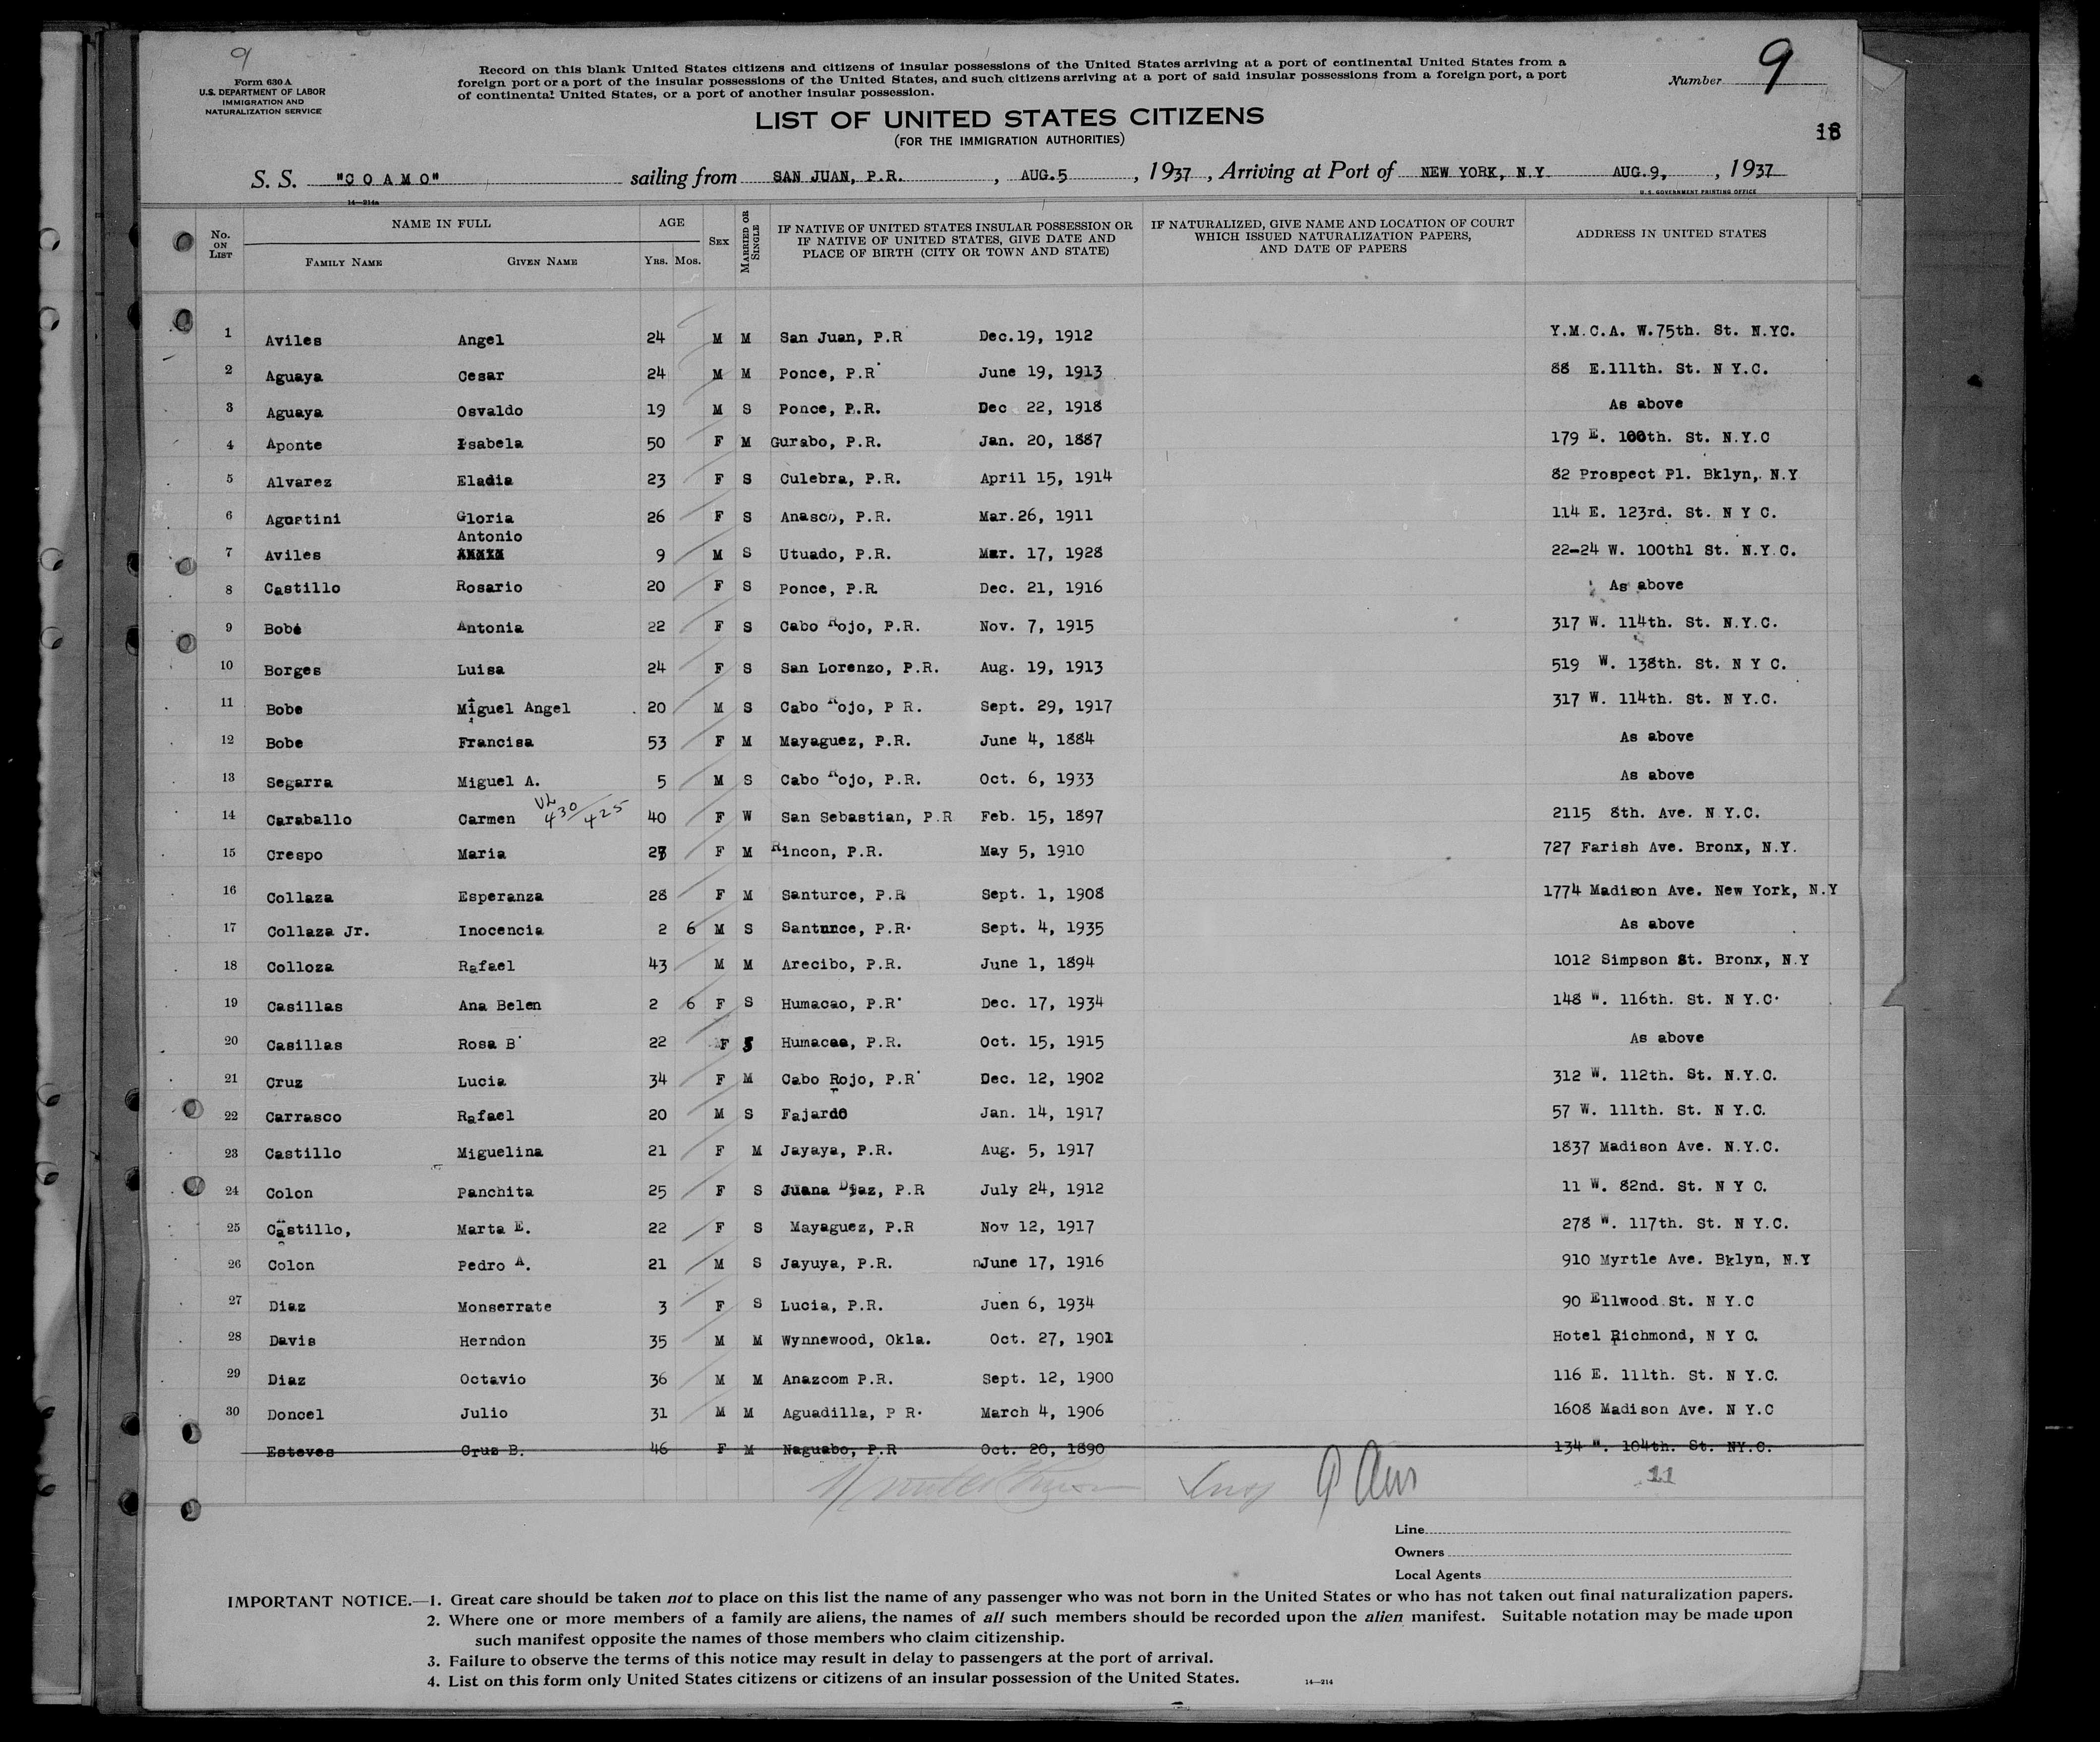 9
Form 630 A
U.S. DEPARTMENT OF LABOR
IMMIGRATION AND
NATURALIZATION SERVICE
Record on this blank United States citizens and citizens of insular possessions of the United States arriving at a port of continental United States from a
foreign port or a port of the insular possessions of the United States, and such citizens arriving at a port of said insular possessions from a foreign port, a port
of continental United States, or a port of another insular possession.
Number 9
LIST OF UNITED STATES CITIZENS
(FOR THE IMMIGRATION AUTHORITIES)
S. S. "COAMO" sailing from SAN JUAN, P.R. , AUG.5 , 1937 , Arriving at Port of NEW YORK, N.Y. AUG.9, , 1937
14—214a
U. S. GOVERNMENT PRINTING OFFICE
No. ON LIST
NAME IN FULL
FAMILY NAME GIVEN NAME
AGE
YRS. MOS.
SEX
MARRIED OR SINGLE
IF NATIVE OF UNITED STATES INSULAR POSSESSION OR
IF NATIVE OF UNITED STATES, GIVE DATE AND
PLACE OF BIRTH (CITY OR TOWN AND STATE)
IF NATURALIZED, GIVE NAME AND LOCATION OF COURT
WHICH ISSUED NATURALIZATION PAPERS,
AND DATE OF PAPERS
ADDRESS IN UNITED STATES
1 Aviles Angel 24 M M San Juan, P.R Dec.19, 1912 Y.M.C.A. W.75th. St. N.YC.
2 Aguaya Cesar 24 M M Ponce, P.R. June 19, 1913 88 E.111th. St. N Y.C.
3 Aguaya Osvaldo 19 M S Ponce, P.R. Dec 22, 1918 As above
4 Aponte Isabela 50 F M Gurabo, P.R. Jan. 20, 1887 179 E. 100th. St. N.Y.C
5 Alvarez Eladia 23 F S Culebra, P.R. April 15, 1914 82 Prospect Pl. Bklyn,. N.Y
6 Agostini Gloria 26 F S Anasco, P.R. Mar.26, 1911 114 E. 123rd. St. N Y C.
Antonio
7 Aviles 9 M S Utuado, P.R. Mar. 17, 1928 22-24 W. 100thl St. N.Y.C.
8 Castillo Rosario 20 F S Ponce, P.R. Dec. 21, 1916 As above
9 Bobe Antonia 22 F S Cabo Rojo, P.R. Nov. 7, 1915 317 W. 114th. St. N.Y.C.
10 Borges Luisa 24 F S San Lorenzo, P.R. Aug. 19, 1913 519 W. 138th. St. N Y C.
11 Bobe Miguel Angel 20 M S Cabo Rojo, P R. Sept. 29, 1917 317 W. 114th. St. N Y.C.
12 Bobe Francisa 53 F M Mayaguez, P.R. June 4, 1884 As above
13 Segarra Miguel A. 5 M S Cabo Rojo, P.R. Oct. 6, 1933 As above
14 Caraballo Carmen VL 430/425 40 F W San Sebastian, P.R Feb. 15, 1897 2115 8th. Ave. N.Y.C.
15 Crespo Maria 27 F M Rincon, P.R. May 5, 1910 727 Farish Ave. Bronx, N.Y.
16 Collaza Esperanza 28 F M Santurce, P.R Sept. 1, 1908 1774 Madison Ave. New York, N.Y
17 Collaza Jr. Inocencia 2 6 M S Santurce, P.R. Sept. 4, 1935 As above
18 Colloza Rafael 43 M M Arecibo, P.R. June 1, 1894 1012 Simpson St. Bronx, N.Y
19 Casillas Ana Belen 2 6 F S Humacao, P.R. Dec. 17, 1934 148 W. 116th. St. N Y.C.
20 Casillas Rosa B. 22 F S Humacaa, P.R. Oct. 15, 1915 As above
21 Cruz Lucia 34 F M Cabo Rojo, P.R. Dec. 12, 1902 312 W. 112th. St. N.Y.C.
22 Carrasco Rafael 20 M S Fajardo Jan. 14, 1917 57 W. 111th. St. N Y.C.
23 Castillo Miguelina 21 F M Jayaya, P.R. Aug. 5, 1917 1837 Madison Ave. N.Y.C.
24 Colon Panchita 25 F S Juana Diaz, P.R July 24, 1912 11 W. 82nd. St. N Y C.
25 Castillo, Marta E. 22 F S Mayaguez, P.R Nov 12, 1917 278 W. 117th. St. N Y.C.
26 Colon Pedro A. 21 M S Jayuya, P.R. nJune 17, 1916 910 Myrtle Ave. Bklyn, N.Y
27 Diaz Monserrate 3 F S Lucia, P.R. Juen 6, 1934 90 Ellwood St. N Y.C
28 Davis Herndon 35 M M Wynnewood, Okla. Oct. 27, 1901 Hotel Richmond, N Y C.
29 Diaz Octavio 36 M M Anazcom P.R. Sept. 12, 1900 116 E. 111th. St. N Y.C.
30 Doncel Julio 31 M M Aguadilla, P R. March 4, 1906 1608 Madison Ave. N Y.C
Esteves Cruz B. 46 F M Naguabo, P.R Oct. 20, 1890 134 W. 104th. St. NY.C.
11
Line
Owners
Local Agents
IMPORTANT NOTICE.—1. Great care should be taken not to place on this list the name of any passenger who was not born in the United States or who has not taken out final naturalization papers.
2. Where one or more members of a family are aliens, the names of all such members should be recorded upon the alien manifest. Suitable notation may be made upon
such manifest opposite the names of those members who claim citizenship.
3. Failure to observe the terms of this notice may result in delay to passengers at the port of arrival.
4. List on this form only United States citizens or citizens of an insular possession of the United States.
14—214